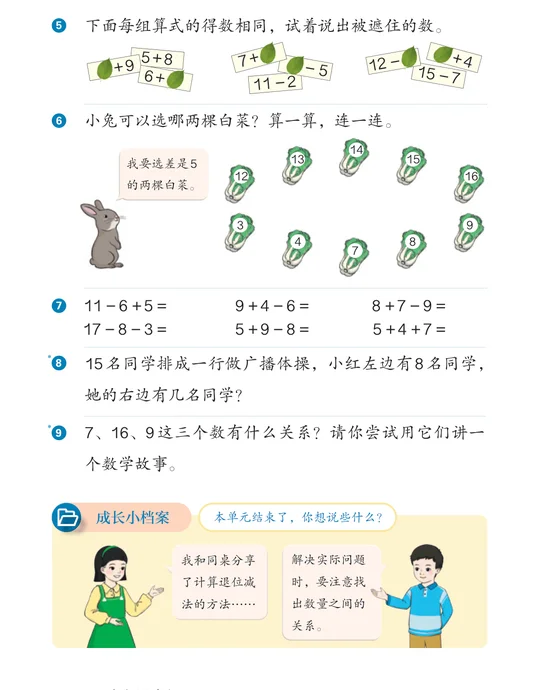 5 下面每组算式的得数相同，试着说出被遮住的数。
+9 5+8 6+
7+ -5 11-2
12- +4 15-7
6 小兔可以选哪两棵白菜？算一算，连一连。
我要选差是5
的两棵白菜。
12 13 14 15 16
3 4 7 8 9
7 11-6+5= 9+4-6= 8+7-9=
17-8-3= 5+9-8= 5+4+7=
8 15名同学排成一行做广播体操，小红左边有8名同学，
她的右边有几名同学？
9 7、16、9这三个数有什么关系？请你尝试用它们讲一
个数学故事。
成长小档案 本单元结束了，你想说些什么？
我和同桌分享
了计算退位减
法的方法……
解决实际问题
时，要注意找
出数量之间的
关系。